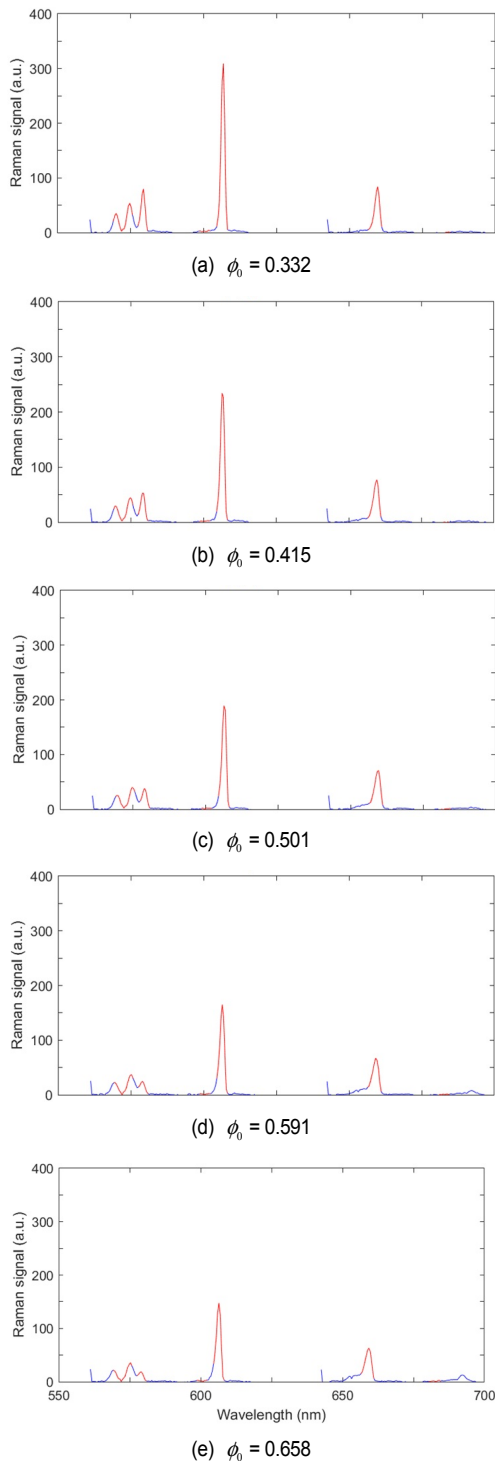 400
300
200
100
0
Raman signal (a.u.)
(a) ϕ₀ = 0.332
400
300
200
100
0
Raman signal (a.u.)
(b) ϕ₀ = 0.415
400
300
200
100
0
Raman signal (a.u.)
(c) ϕ₀ = 0.501
400
300
200
100
0
Raman signal (a.u.)
(d) ϕ₀ = 0.591
400
300
200
100
0
Raman signal (a.u.)
550 600 650 700
Wavelength (nm)
(e) ϕ₀ = 0.658